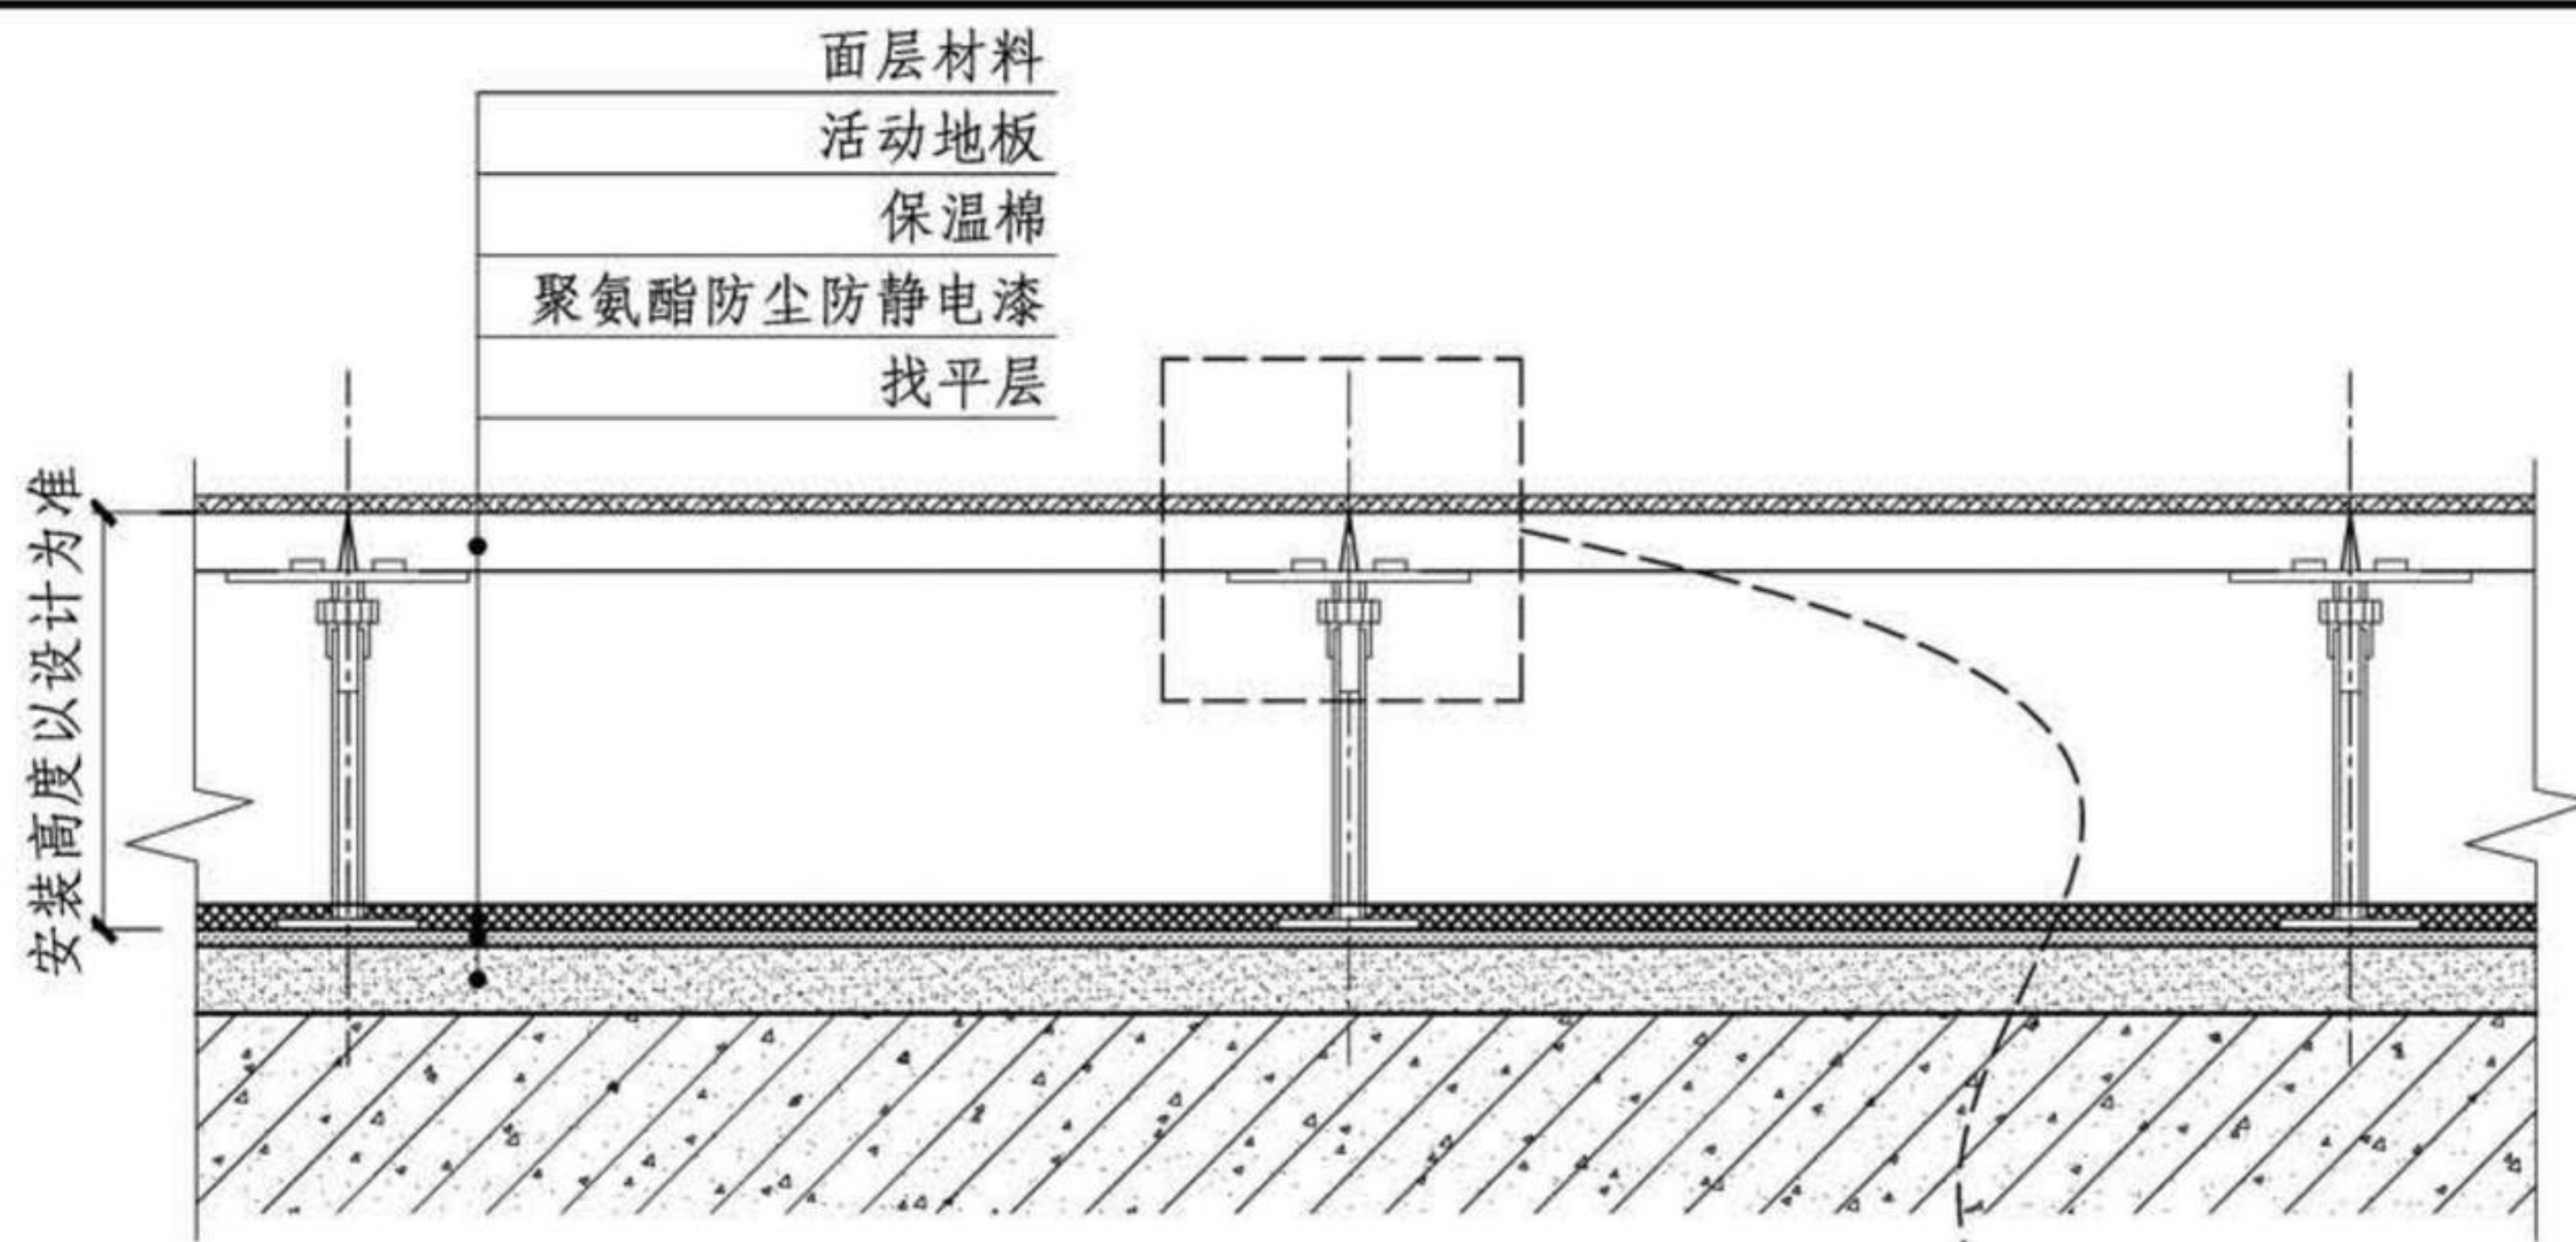 面层材料
活动地板
保温棉
聚氨酯防尘防静电漆
找平层
安装高度以设计为准